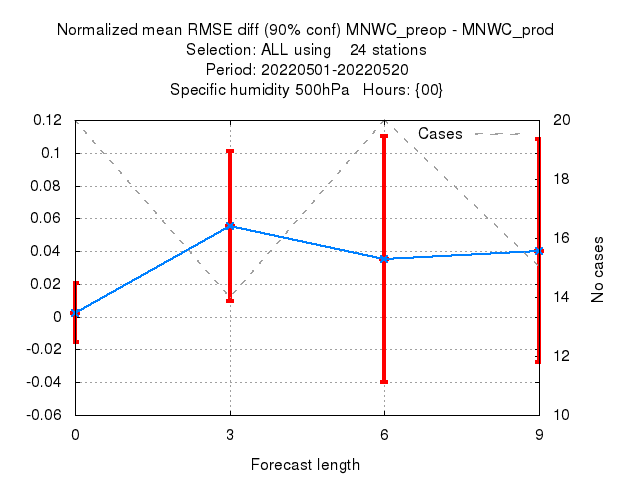 Normalized mean RMSE diff (90% conf) MNWC_preop - MNWC_prod
Selection: ALL using    24 stations
Period: 20220501-20220520
Specific humidity 500hPa   Hours: {00}
Cases
0.12
0.1
0.08
0.06
0.04
0.02
0
-0.02
-0.04
-0.06
20
18
16
14
12
10
No cases
0 3 6 9
Forecast length